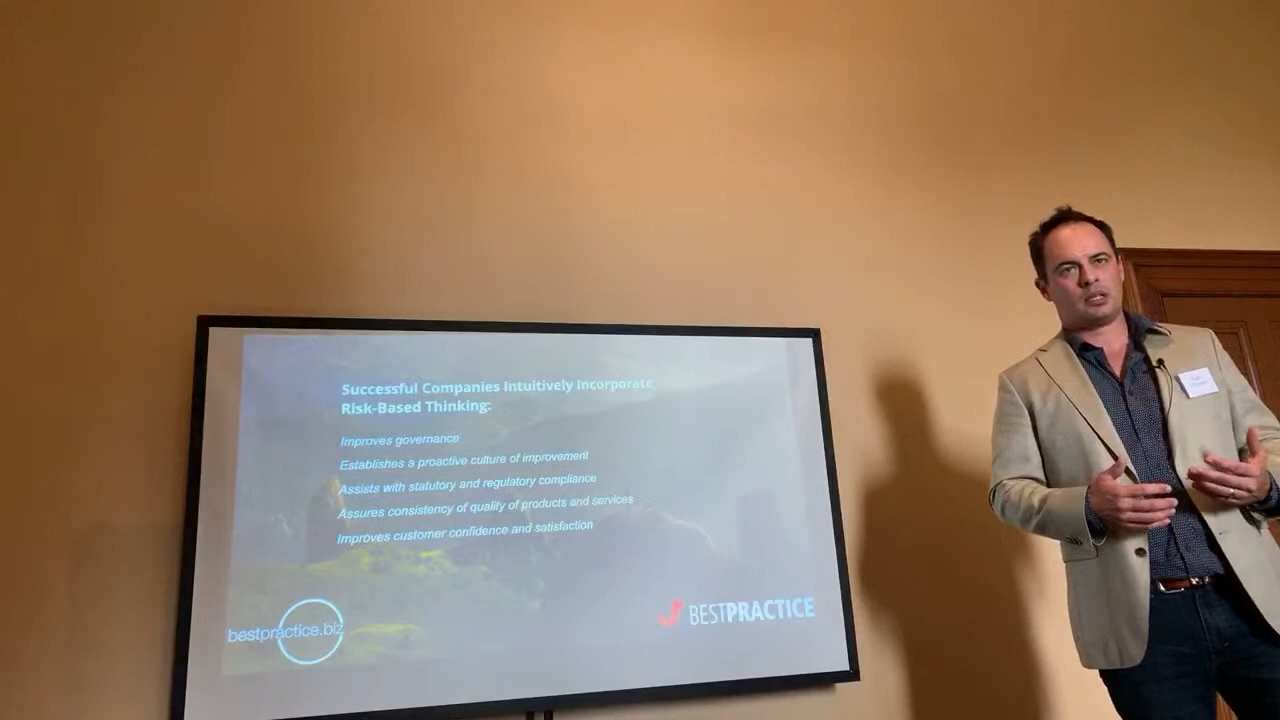 Successful Companies Intuitively Incorporate
Risk-Based Thinking:
Improves governance
Establishes a proactive culture of improvement
Assists with statutory and regulatory compliance
Assures consistency of quality of products and services
Improves customer confidence and satisfaction
bestpractice.biz
BESTPRACTICE